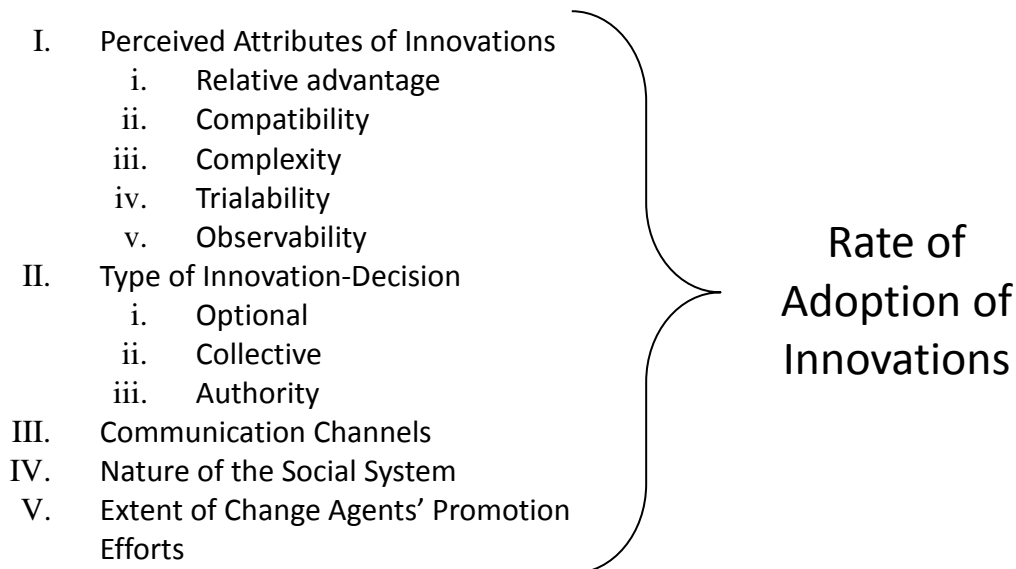 I. Perceived Attributes of Innovations
i. Relative advantage
ii. Compatibility
iii. Complexity
iv. Trialability
v. Observability
II. Type of Innovation-Decision
i. Optional
ii. Collective
iii. Authority
III. Communication Channels
IV. Nature of the Social System
V. Extent of Change Agents’ Promotion
Efforts
Rate of
Adoption of
Innovations